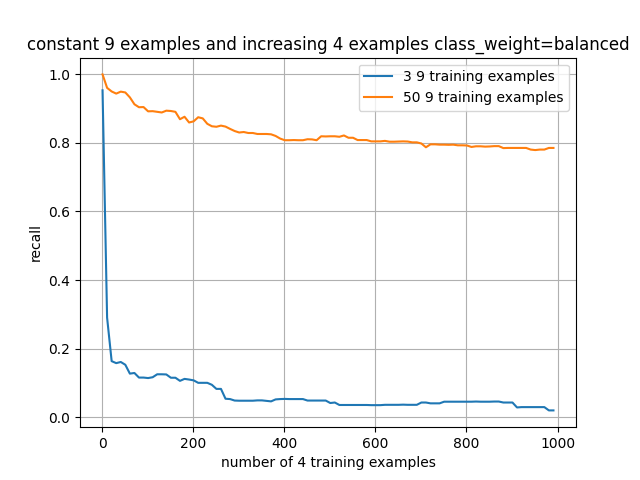 constant 9 examples and increasing 4 examples class_weight=balanced
3 9 training examples
50 9 training examples
recall
1.0
0.8
0.6
0.4
0.2
0.0
0 200 400 600 800 1000
number of 4 training examples